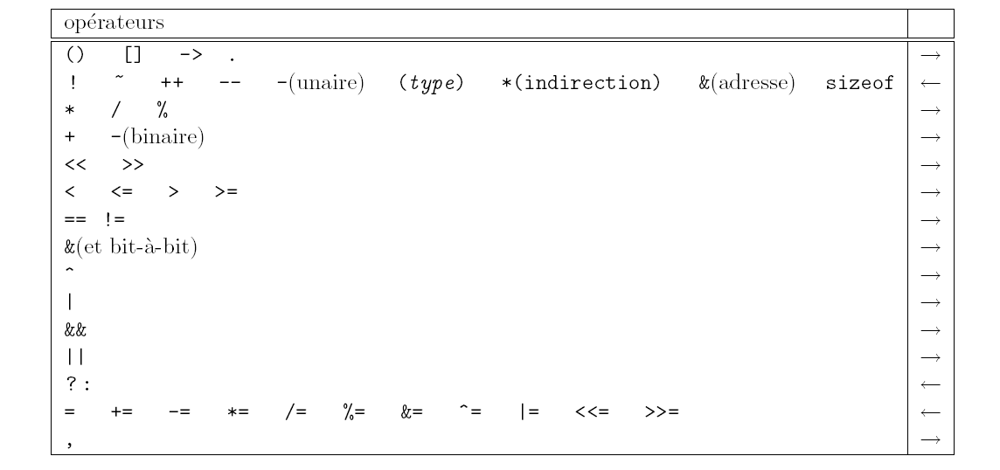 opérateurs
() [] -> . →
! ~ ++ -- -(unaire) (type) *(indirection) &(adresse) sizeof ←
* / % →
+ -(binaire) →
<< >> →
< <= > >= →
== != →
&(et bit-à-bit) →
^ →
| →
&& →
|| →
?: ←
= += -= *= /= %= &= ^= |= <<= >>= ←
, →